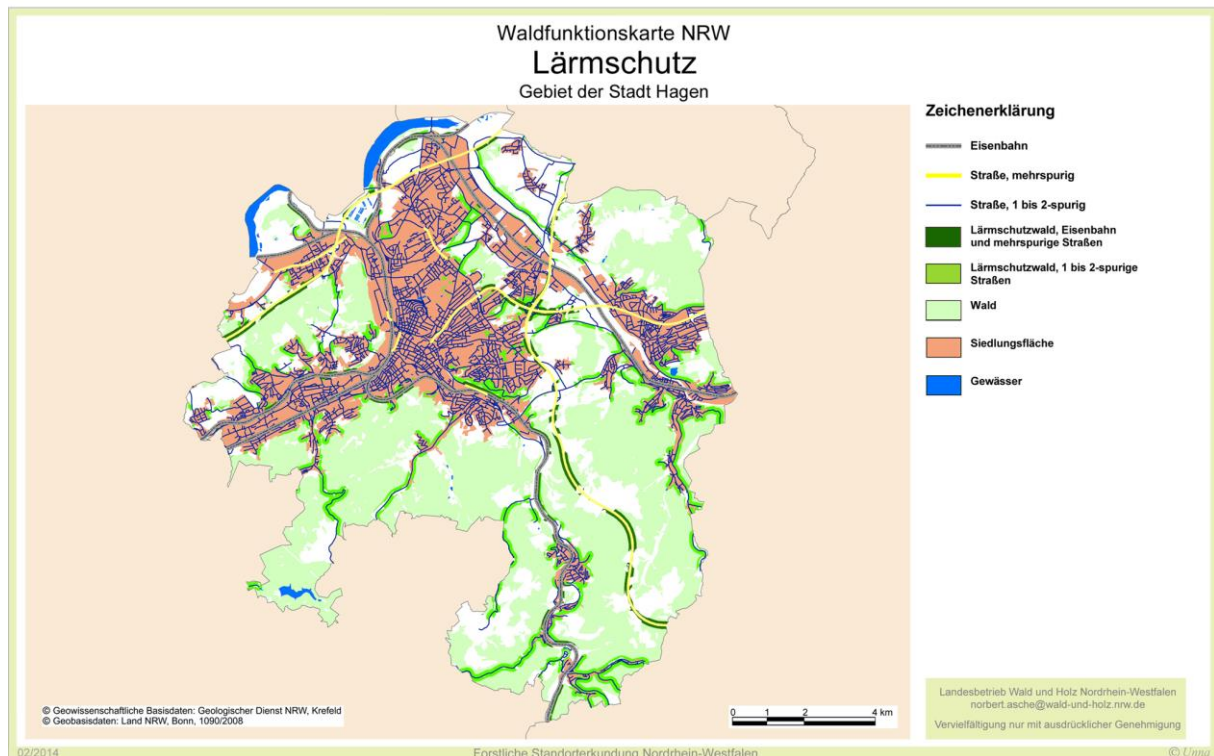 Waldfunktionskarte NRW
Lärmschutz
Gebiet der Stadt Hagen
Zeichenerklärung
Eisenbahn
Straße, mehrspurig
Straße, 1 bis 2-spurig
Lärmschutzwald, Eisenbahn
und mehrspurige Straßen
Lärmschutzwald, 1 bis 2-spurige
Straßen
Wald
Siedlungsfläche
Gewässer
© Geowissenschaftliche Basisdaten: Geologischer Dienst NRW, Krefeld
© Geobasisdaten: Land NRW, Bonn, 1090/2008
0 1 2 4 km
Landesbetrieb Wald und Holz Nordrhein-Westfalen
norbert.asche@wald-und-holz.nrw.de
Vervielfältigung nur mit ausdrücklicher Genehmigung
02/2014
Forstliche Standorterkundung Nordrhein-Westfalen
© Unna